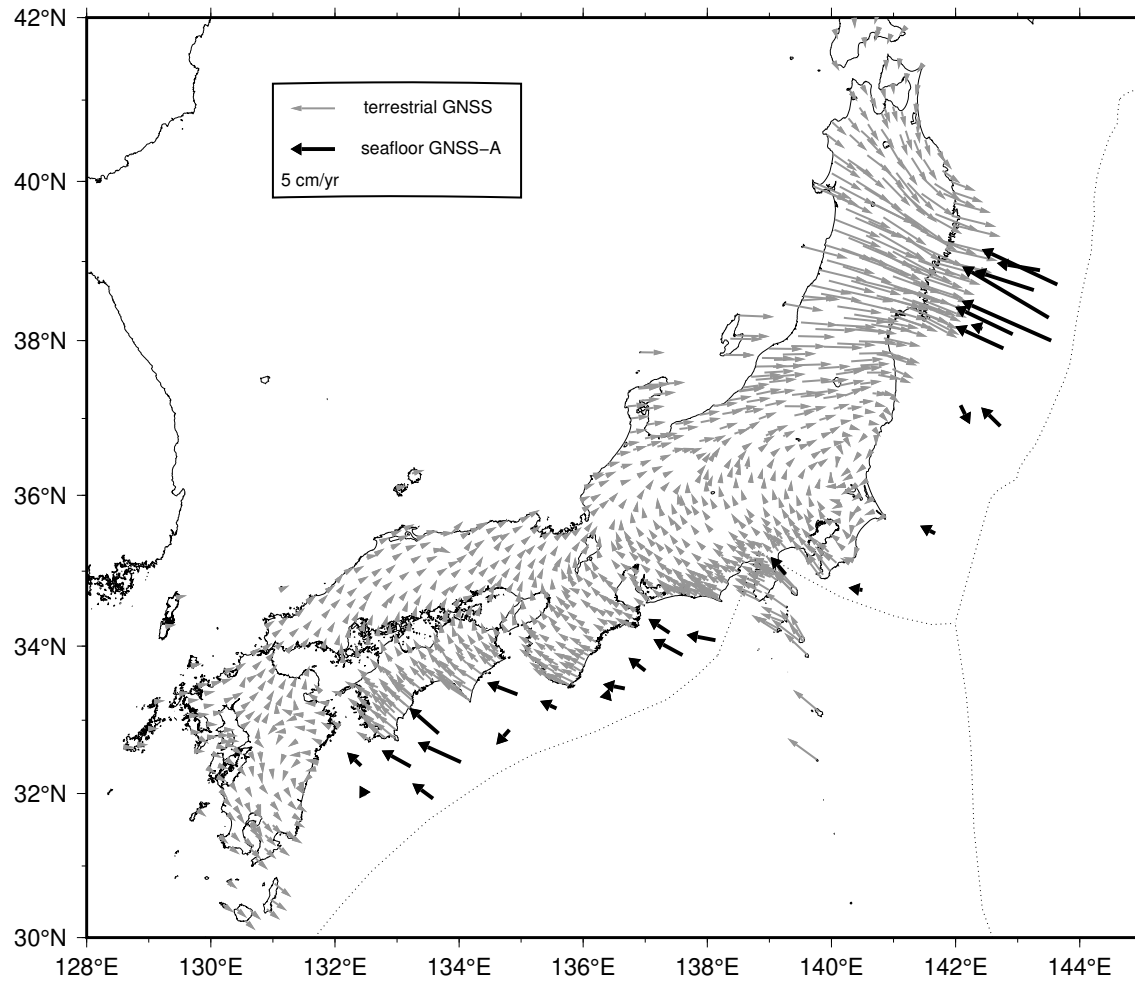 42°N
terrestrial GNSS
seafloor GNSS−A
5 cm/yr
40°N
38°N
36°N
34°N
32°N
30°N
128°E 130°E 132°E 134°E 136°E 138°E 140°E 142°E 144°E